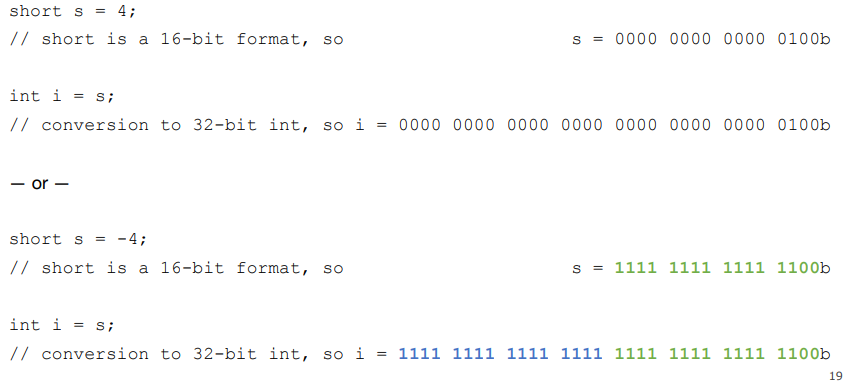 short s = 4;
// short is a 16-bit format, so s = 0000 0000 0000 0100b
int i = s;
// conversion to 32-bit int, so i = 0000 0000 0000 0000 0000 0000 0000 0100b
— or —
short s = -4;
// short is a 16-bit format, so s = 1111 1111 1111 1100b
int i = s;
// conversion to 32-bit int, so i = 1111 1111 1111 1111 1111 1111 1111 1100b
19